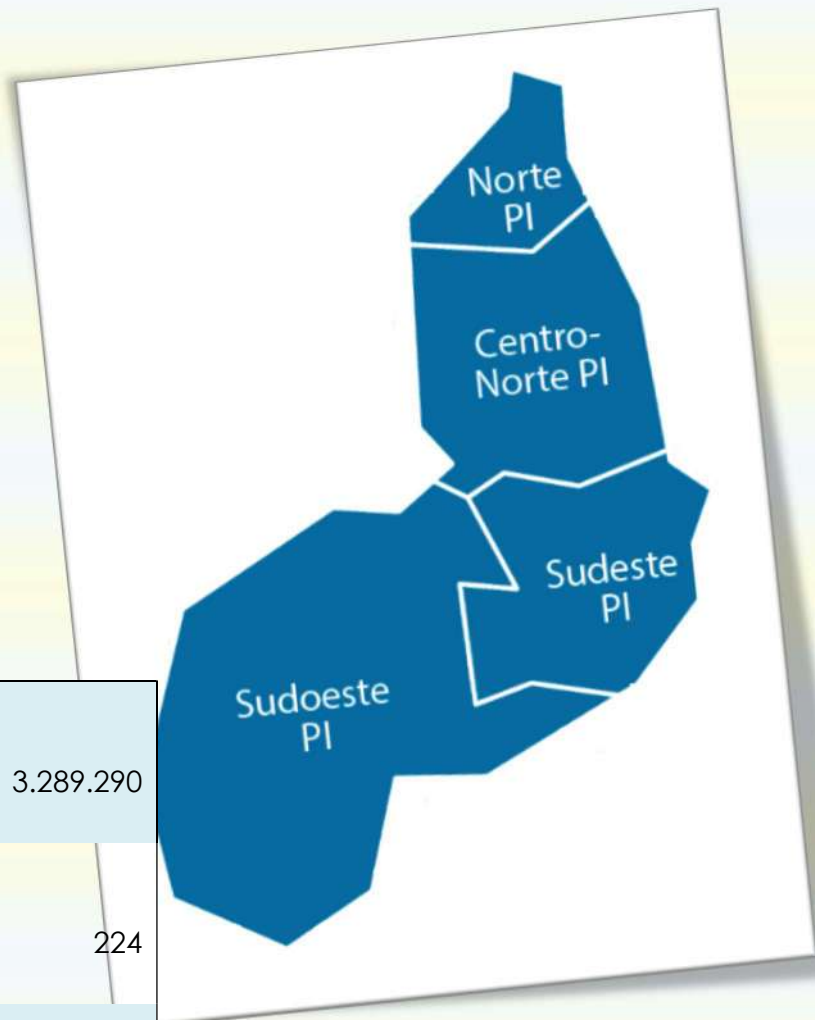 Norte
PI
Centro-
Norte PI
Sudeste
PI
Sudoeste
PI
3.289.290
224